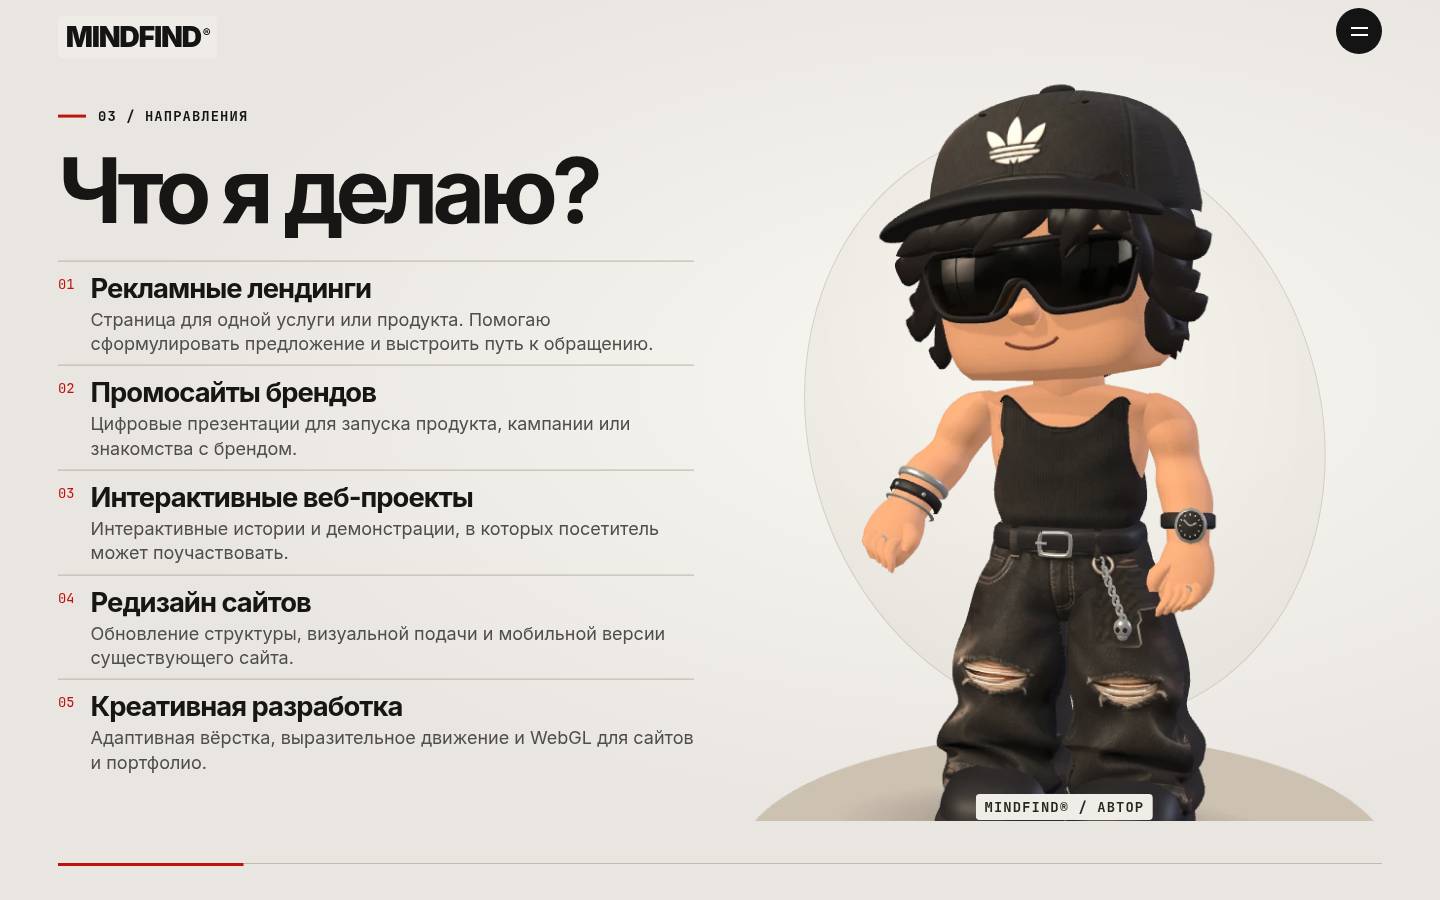 MINDFIND®
03 / НАПРАВЛЕНИЯ
Что я делаю?
01
Рекламные лендинги
Страница для одной услуги или продукта. Помогаю
сформулировать предложение и выстроить путь к обращению.
02
Промосайты брендов
Цифровые презентации для запуска продукта, кампании или
знакомства с брендом.
03
Интерактивные веб-проекты
Интерактивные истории и демонстрации, в которых посетитель
может поучаствовать.
04
Редизайн сайтов
Обновление структуры, визуальной подачи и мобильной версии
существующего сайта.
05
Креативная разработка
Адаптивная вёрстка, выразительное движение и WebGL для сайтов
и портфолио.
MINDFIND® / АВТОР